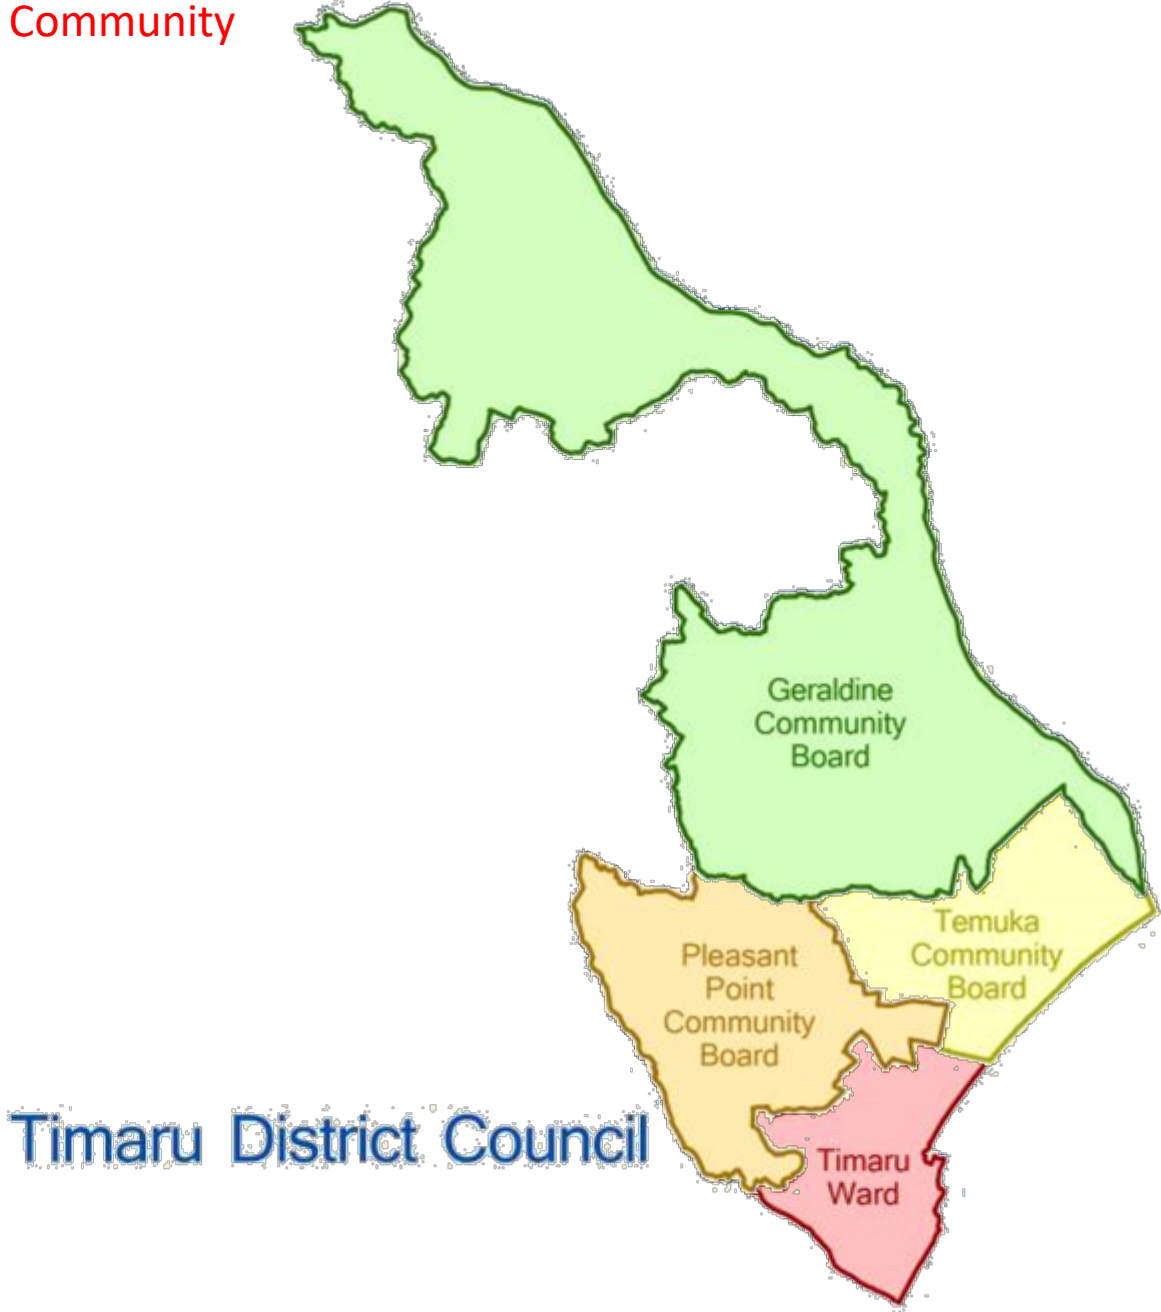 Community
Geraldine
Community
Board
Temuka
Community
Board
Pleasant
Point
Community
Board
Timaru District Council
Timaru
Ward